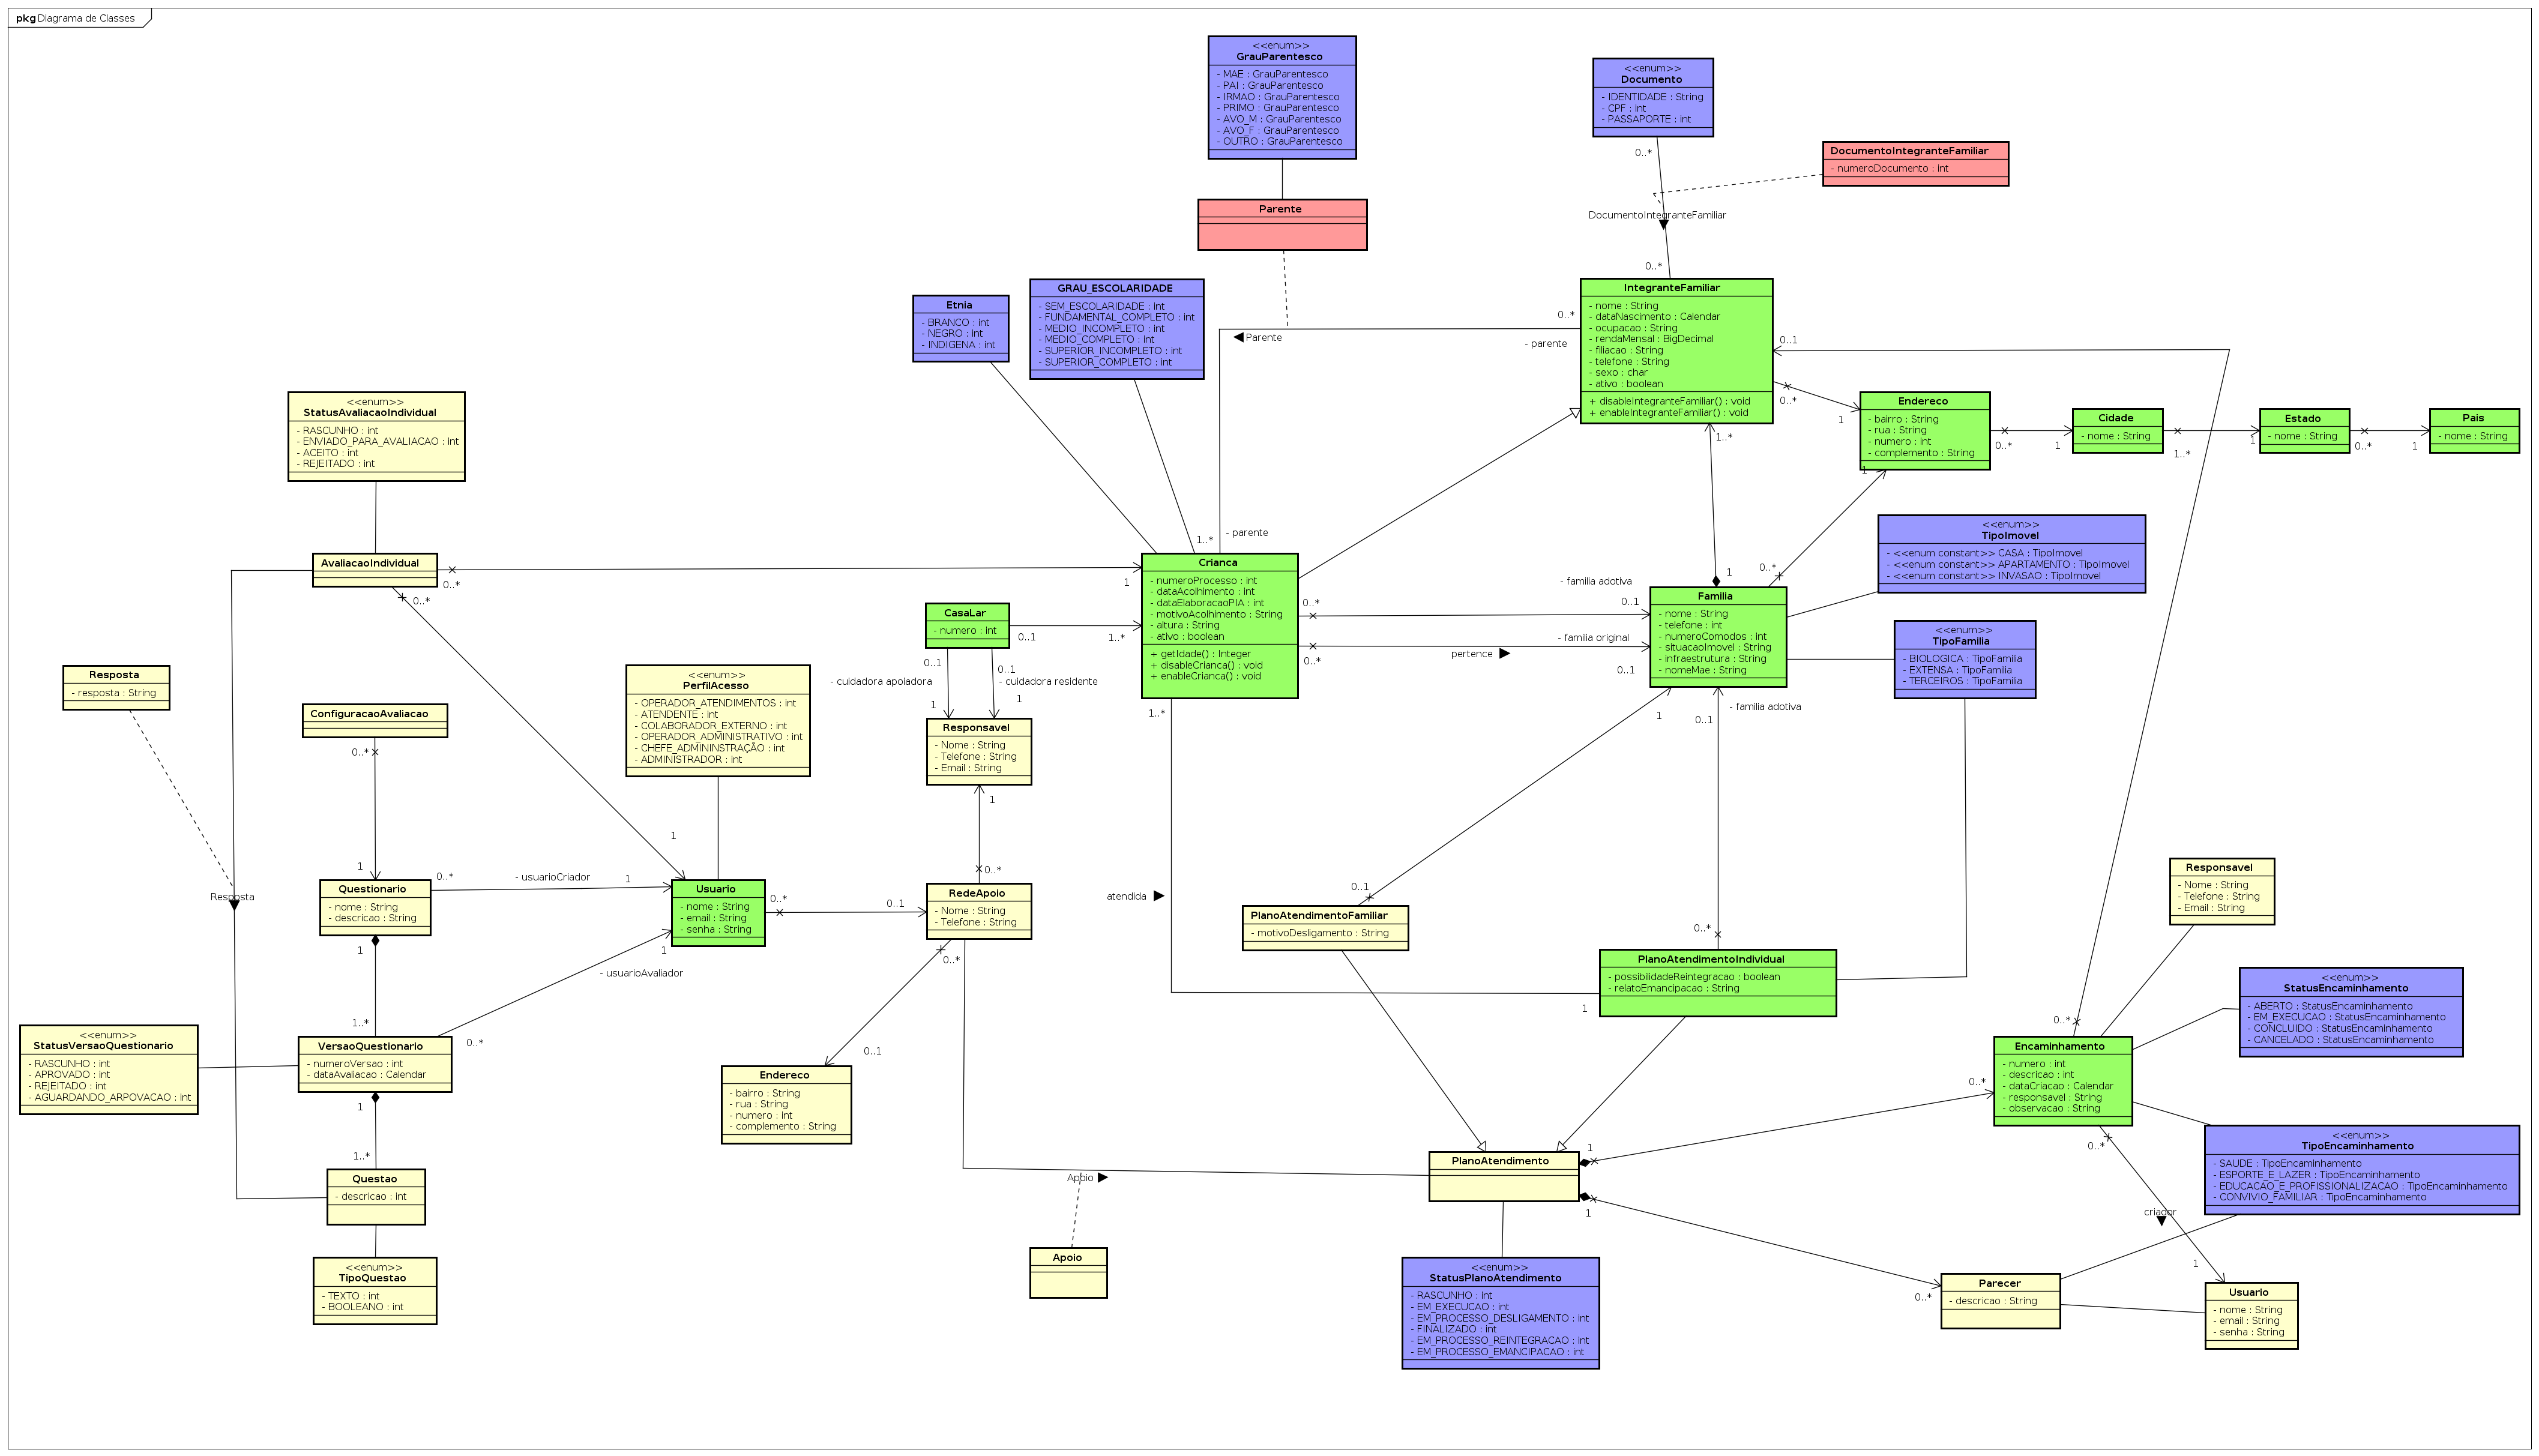 pkg Diagrama de Classes
<<enum>>
GrauParentesco
- MAE : GrauParentesco
- PAI : GrauParentesco
- IRMAO : GrauParentesco
- PRIMO : GrauParentesco
- AVO_M : GrauParentesco
- AVO_F : GrauParentesco
- OUTRO : GrauParentesco
<<enum>>
Documento
- IDENTIDADE : String
- CPF : int
- PASSAPORTE : int
0..*
DocumentoIntegranteFamiliar
- numeroDocumento : int
DocumentoIntegranteFamiliar
0..*
Parente
Etnia
- BRANCO : int
- NEGRO : int
- INDIGENA : int
GRAU_ESCOLARIDADE
- SEM_ESCOLARIDADE : int
- FUNDAMENTAL_COMPLETO : int
- MEDIO_INCOMPLETO : int
- MEDIO_COMPLETO : int
- SUPERIOR_INCOMPLETO : int
- SUPERIOR_COMPLETO : int
Parente
0..*
- parente
IntegranteFamiliar
- nome : String
- dataNascimento : Calendar
- ocupacao : String
- rendaMensal : BigDecimal
- filiacao : String
- telefone : String
- sexo : char
- ativo : boolean
+ disableIntegranteFamiliar() : void
+ enableIntegranteFamiliar() : void
0..1
0..*
1
1..*
Endereco
- bairro : String
- rua : String
- numero : int
- complemento : String
0..*
1
Cidade
- nome : String
1..*
1
Estado
- nome : String
0..*
1
Pais
- nome : String
1
<<enum>>
StatusAvaliacaoIndividual
- RASCUNHO : int
- ENVIADO_PARA_AVALIACAO : int
- ACEITO : int
- REJEITADO : int
AvaliacaoIndividual
0..*
0..*
1
1..*
- parente
Crianca
- numeroProcesso : int
- dataAcolhimento : int
- dataElaboracaoPIA : int
- motivoAcolhimento : String
- altura : String
- ativo : boolean
+ getIdade() : Integer
+ disableCrianca() : void
+ enableCrianca() : void
0..*
- familia adotiva
0..1
0..*
- familia original
pertence
0..1
1
0..*
Familia
- nome : String
- telefone : int
- numeroComodos : int
- situacaoImovel : String
- infraestrutura : String
- nomeMae : String
<<enum>>
TipoImovel
- <<enum constant>> CASA : TipoImovel
- <<enum constant>> APARTAMENTO : TipoImovel
- <<enum constant>> INVASAO : TipoImovel
<<enum>>
TipoFamilia
- BIOLOGICA : TipoFamilia
- EXTENSA : TipoFamilia
- TERCEIROS : TipoFamilia
CasaLar
- numero : int
0..1
1..*
0..1
- cuidadora apoiadora
1
0..1
- cuidadora residente
1
Responsavel
- Nome : String
- Telefone : String
- Email : String
1
0..*
Resposta
- resposta : String
ConfiguracaoAvaliacao
0..*
1
<<enum>>
PerfilAcesso
- OPERADOR_ATENDIMENTOS : int
- ATENDENTE : int
- COLABORADOR_EXTERNO : int
- OPERADOR_ADMINISTRATIVO : int
- CHEFE_ADMININSTRAÇÃO : int
- ADMINISTRADOR : int
1
Resposta
Questionario
- nome : String
- descricao : String
0..*
- usuarioCriador
1
Usuario
- nome : String
- email : String
- senha : String
0..*
0..1
RedeApoio
- Nome : String
- Telefone : String
0..*
0..1
1
- usuarioAvaliador
1
0..*
1..*
1..*
atendida
1
1
0..1
- familia adotiva
0..1
0..*
PlanoAtendimentoFamiliar
- motivoDesligamento : String
PlanoAtendimentoIndividual
- possibilidadeReintegracao : boolean
- relatoEmancipacao : String
Responsavel
- Nome : String
- Telefone : String
- Email : String
<<enum>>
StatusEncaminhamento
- ABERTO : StatusEncaminhamento
- EM_EXECUCAO : StatusEncaminhamento
- CONCLUIDO : StatusEncaminhamento
- CANCELADO : StatusEncaminhamento
<<enum>>
StatusVersaoQuestionario
- RASCUNHO : int
- APROVADO : int
- REJEITADO : int
- AGUARDANDO_ARPOVACAO : int
VersaoQuestionario
- numeroVersao : int
- dataAvaliacao : Calendar
1
1..*
Endereco
- bairro : String
- rua : String
- numero : int
- complemento : String
0..*
Encaminhamento
- numero : int
- descricao : int
- dataCriacao : Calendar
- responsavel : String
- observacao : String
0..*
0..*
Questao
- descricao : int
<<enum>>
TipoQuestao
- TEXTO : int
- BOOLEANO : int
Apoio
Apoio
1
PlanoAtendimento
1
0..*
<<enum>>
TipoEncaminhamento
- SAUDE : TipoEncaminhamento
- ESPORTE_E_LAZER : TipoEncaminhamento
- EDUCACAO_E_PROFISSIONALIZACAO : TipoEncaminhamento
- CONVIVIO_FAMILIAR : TipoEncaminhamento
criador
1
<<enum>>
StatusPlanoAtendimento
- RASCUNHO : int
- EM_EXECUCAO : int
- EM_PROCESSO_DESLIGAMENTO : int
- FINALIZADO : int
- EM_PROCESSO_REINTEGRACAO : int
- EM_PROCESSO_EMANCIPACAO : int
Parecer
- descricao : String
Usuario
- nome : String
- email : String
- senha : String